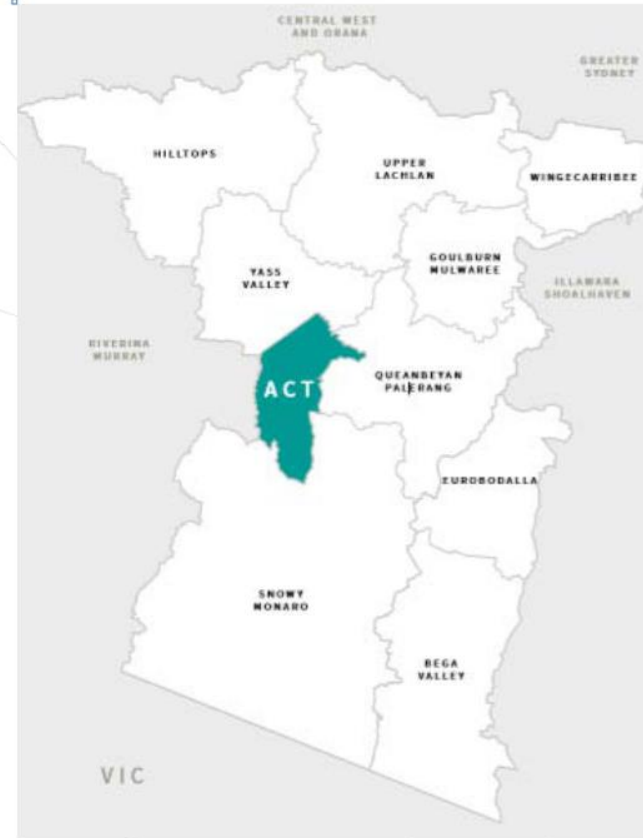 CENTRAL WEST
AND ORANA
GREATER
SYDNEY
HILLTOPS
UPPER
LACHLAN
WINGECARRIBEE
GOULBURN
MULWAREE
YASS
VALLEY
ILLAWARA
SHOALHAVEN
RIVERINA
MURRAY
ACT
QUEANBEYAN
PALERANG
EUROBODALLA
SNOWY
MONARO
BEGA
VALLEY
VIC